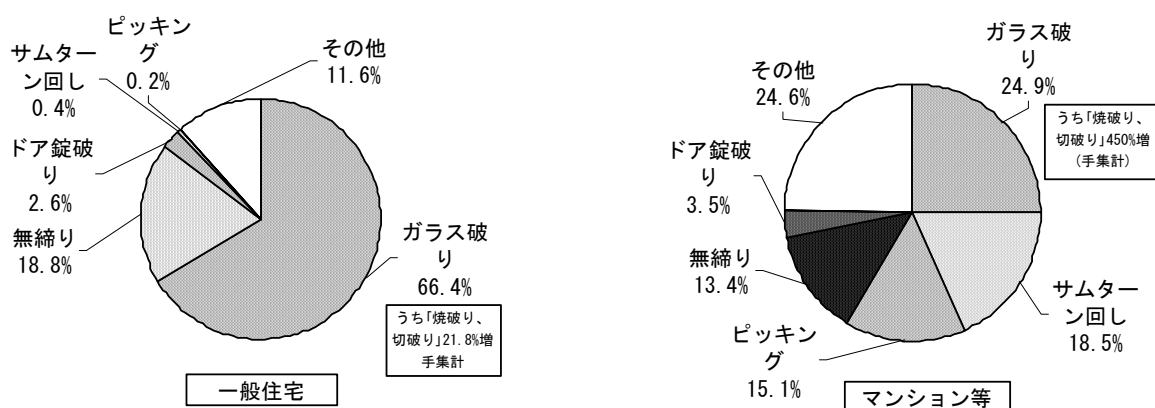 ピッキン
グ
0.2%
サムター
ン回し
0.4%
その他
11.6%
ドア錠破
り
2.6%
無締り
18.8%
ガラス破
り
66.4%
うち「焼破り、
切破り」21.8%増
手集計
一般住宅
ガラス破
り
24.9%
うち「焼破り、
切破り」450%増
(手集計)
その他
24.6%
ドア錠破
り
3.5%
無締り
13.4%
ピッキン
グ
15.1%
サムター
ン回し
18.5%
マンション等